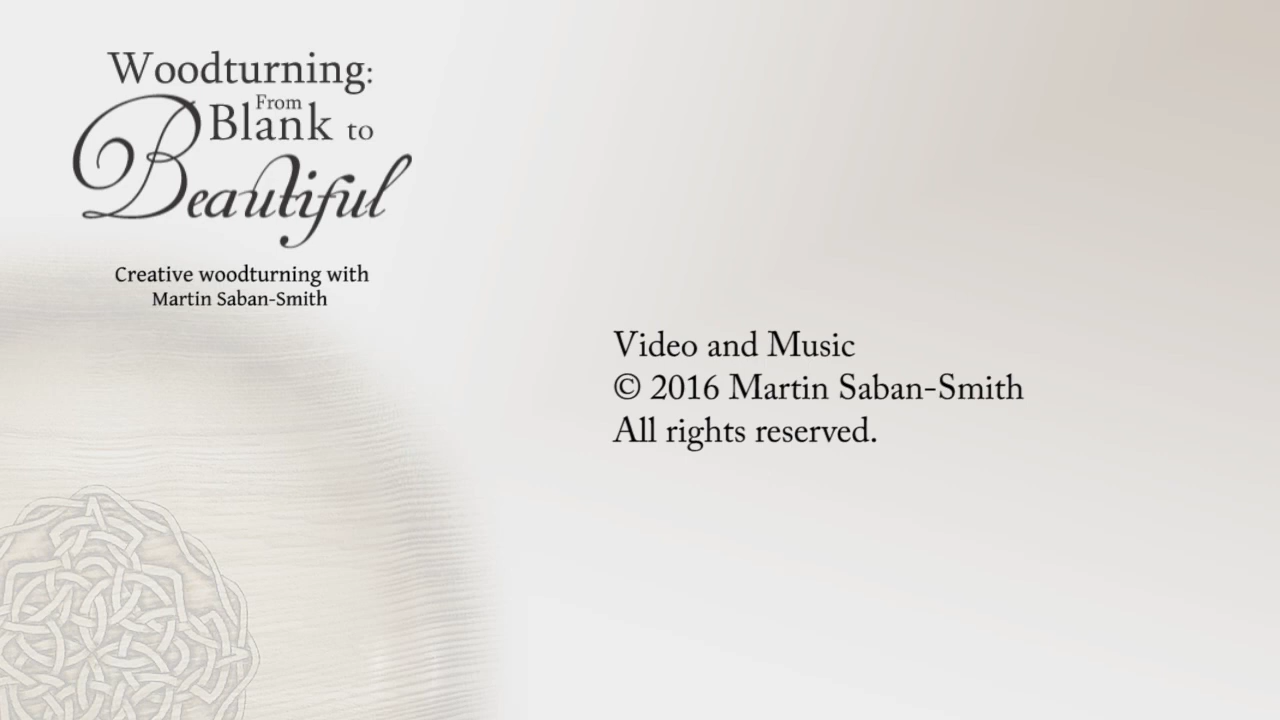 Woodturning:
From
Blank to
Beautiful
Creative woodturning with
Martin Saban-Smith
Video and Music
© 2016 Martin Saban-Smith
All rights reserved.